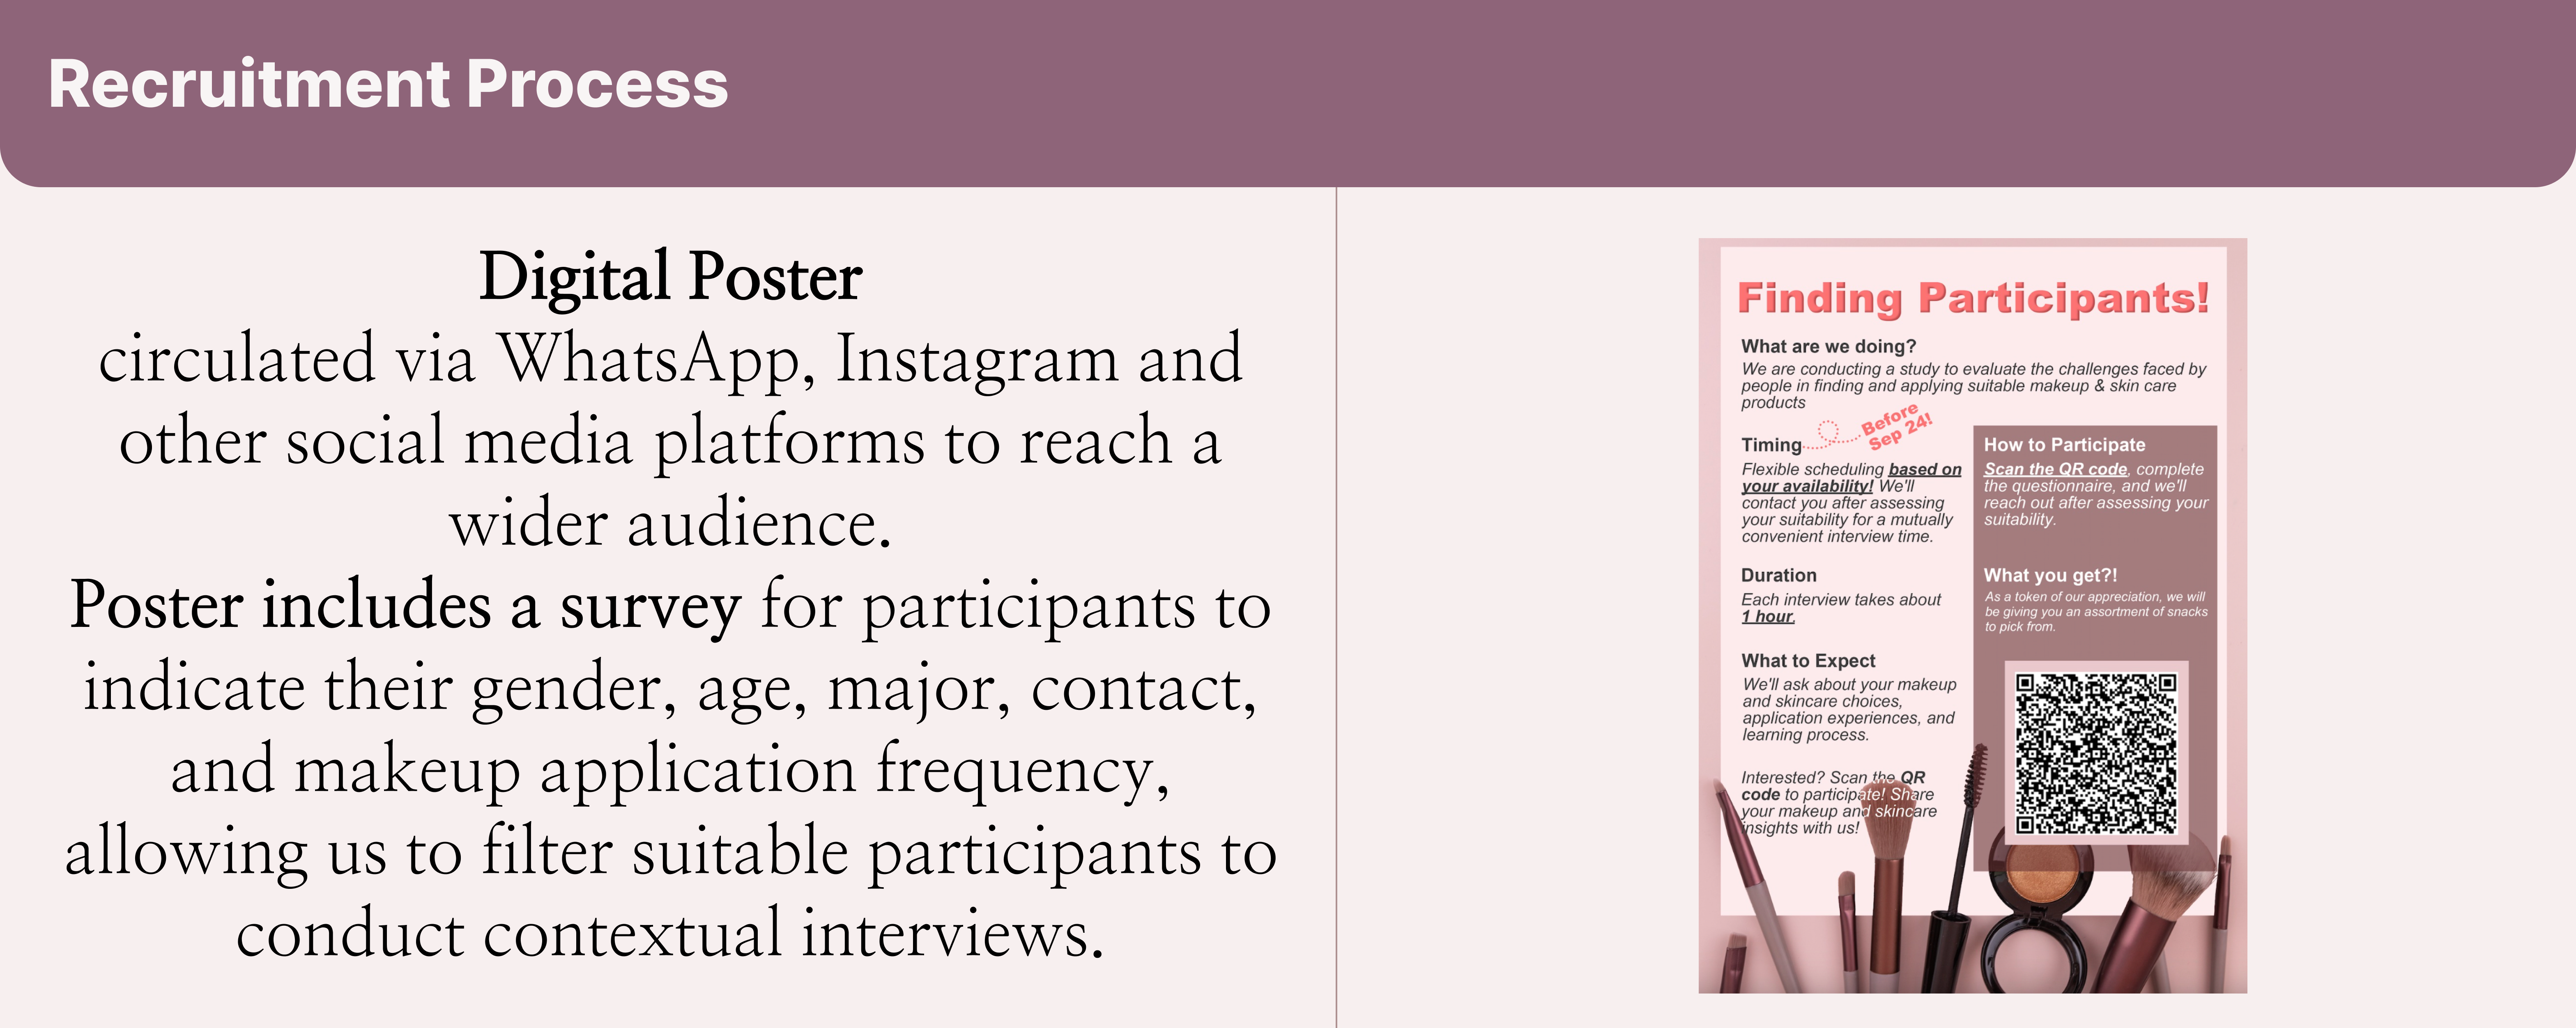 Recruitment Process
Digital Poster
circulated via WhatsApp, Instagram and
other social media platforms to reach a
wider audience.
Poster includes a survey for participants to
indicate their gender, age, major, contact,
and makeup application frequency,
allowing us to filter suitable participants to
conduct contextual interviews.
Finding Participants!
What are we doing?
We are conducting a study to evaluate the challenges faced by
people in finding and applying suitable makeup & skin care
products
Before
Sep 24!
Timing
Flexible scheduling based on
your availability! We'll
contact you after assessing
your suitability for a mutually
convenient interview time.
Duration
Each interview takes about
1 hour.
What to Expect
We'll ask about your makeup
and skincare choices,
application experiences, and
learning process.
Interested? Scan the QR
code to participate! Share
your makeup and skincare
insights with us!
How to Participate
Scan the QR code, complete
the questionnaire, and we'll
reach out after assessing your
suitability.
What you get?!
As a token of our appreciation, we will
be giving you an assortment of snacks
to pick from.